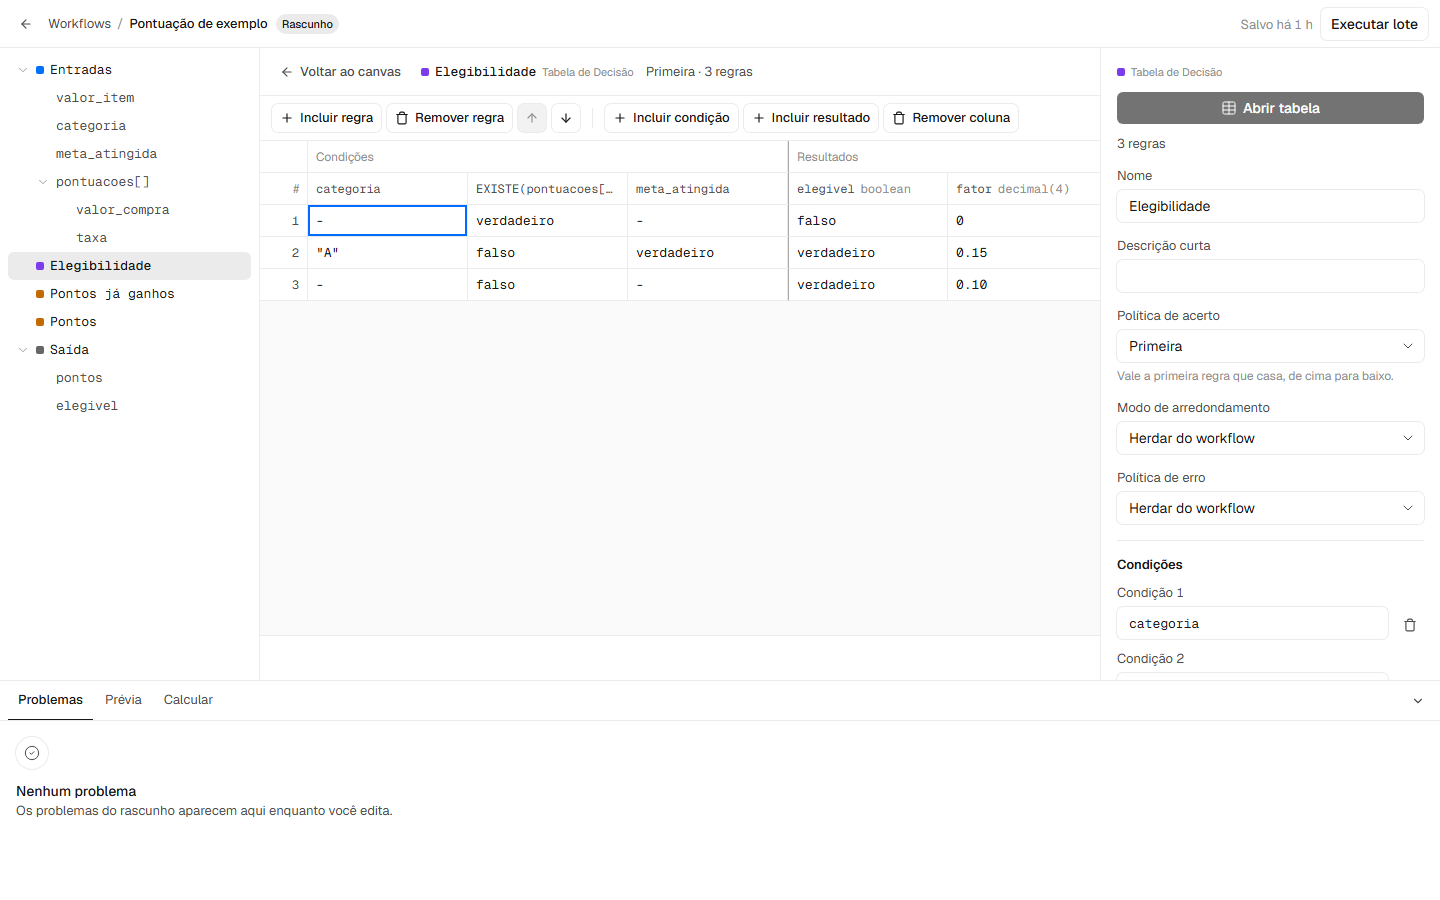 Workflows / Pontuação de exemplo Rascunho
Salvo há 1 h Executar lote
Entradas
valor_item
categoria
meta_atingida
pontuacoes[]
valor_compra
taxa
Elegibilidade
Pontos já ganhos
Pontos
Saída
pontos
elegivel
Voltar ao canvas Elegibilidade Tabela de Decisão Primeira · 3 regras
Incluir regra Remover regra Incluir condição Incluir resultado Remover coluna
Condições Resultados
# categoria EXISTE(pontuacoes[… meta_atingida elegivel boolean fator decimal(4)
1 - verdadeiro - falso 0
2 "A" falso verdadeiro verdadeiro 0.15
3 - falso - verdadeiro 0.10
Tabela de Decisão
Abrir tabela
3 regras
Nome
Elegibilidade
Descrição curta
Política de acerto
Primeira
Vale a primeira regra que casa, de cima para baixo.
Modo de arredondamento
Herdar do workflow
Política de erro
Herdar do workflow
Condições
Condição 1
categoria
Condição 2
Problemas Prévia Calcular
Nenhum problema
Os problemas do rascunho aparecem aqui enquanto você edita.